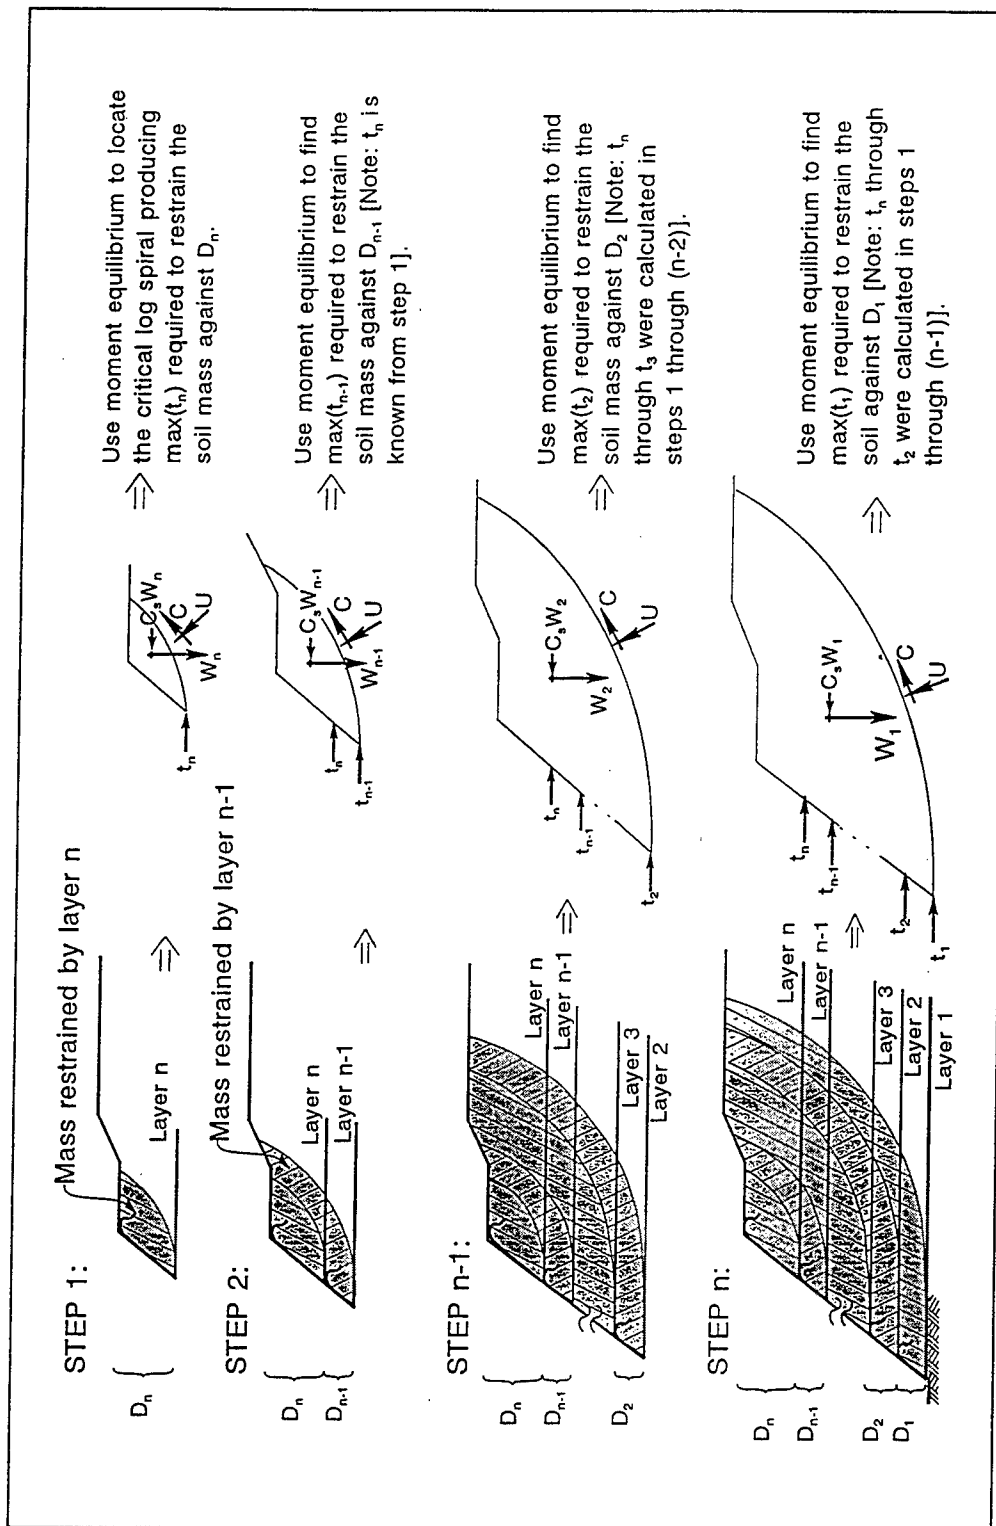 STEP 1:
Mass restrained by layer n
D_n
Layer n
⇒
t_n
C_sW_n
C
U
W_n
⇒
Use moment equilibrium to locate
the critical log spiral producing
max(t_n) required to restrain the
soil mass against D_n.
STEP 2:
Mass restrained by layer n-1
D_n
D_n-1
Layer n
Layer n-1
⇒
t_n
t_n-1
C_sW_n-1
C
U
W_n-1
⇒
Use moment equilibrium to find
max(t_n-1) required to restrain the
soil mass against D_n-1 [Note: t_n is
known from step 1].
STEP n-1:
D_n
D_n-1
D_2
Layer n
Layer n-1
Layer 3
Layer 2
⇒
t_n
t_n-1
t_2
C_sW_2
W_2
C
U
⇒
Use moment equilibrium to find
max(t_2) required to restrain the
soil mass against D_2 [Note: t_n
through t_3 were calculated in
steps 1 through (n-2)].
STEP n:
D_n
D_n-1
D_2
D_1
Layer n
Layer n-1
Layer 3
Layer 2
Layer 1
⇒
t_n
t_n-1
t_2
t_1
C_sW_1
W_1
C
U
⇒
Use moment equilibrium to find
max(t_1) required to restrain the
soil against D_1 [Note: t_n through
t_2 were calculated in steps 1
through (n-1)].